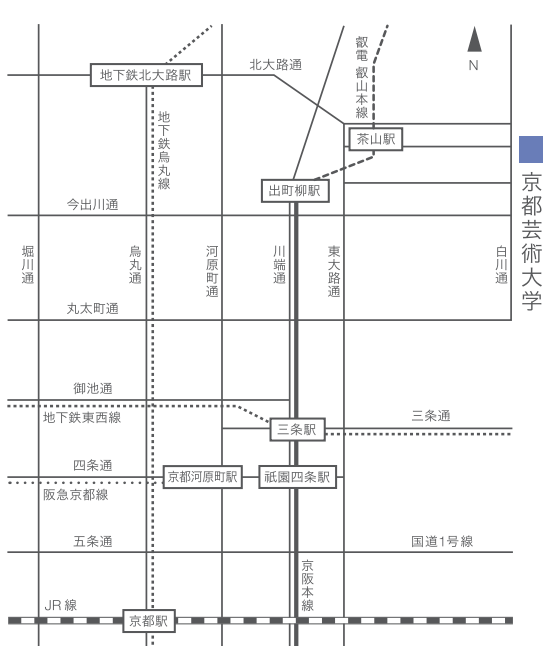 北大路通
叡電 叡山本線
N
地下鉄北大路駅
茶山駅
京都芸術大学
地下鉄烏丸線
出町柳駅
今出川通
堀川通
烏丸通
河原町通
川端通
東大路通
白川通
丸太町通
御池通
地下鉄東西線
三条通
三条駅
四条通
京都河原町駅
祇園四条駅
阪急京都線
五条通
国道1号線
京阪本線
JR 線
京都駅